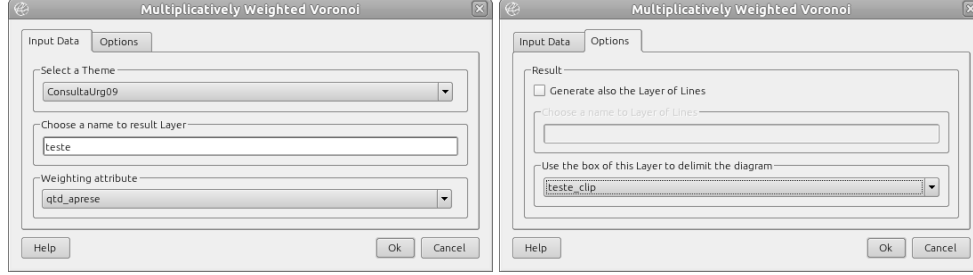 Multiplicatively Weighted Voronoi
Input Data
Options
Select a Theme
ConsultaUrg09
Choose a name to result Layer
teste
Weighting attribute
qtd_aprese
Help
Ok
Cancel
Multiplicatively Weighted Voronoi
Input Data
Options
Result
Generate also the Layer of Lines
Choose a name to Layer of Lines
Use the box of this Layer to delimit the diagram
teste_clip
Help
Ok
Cancel